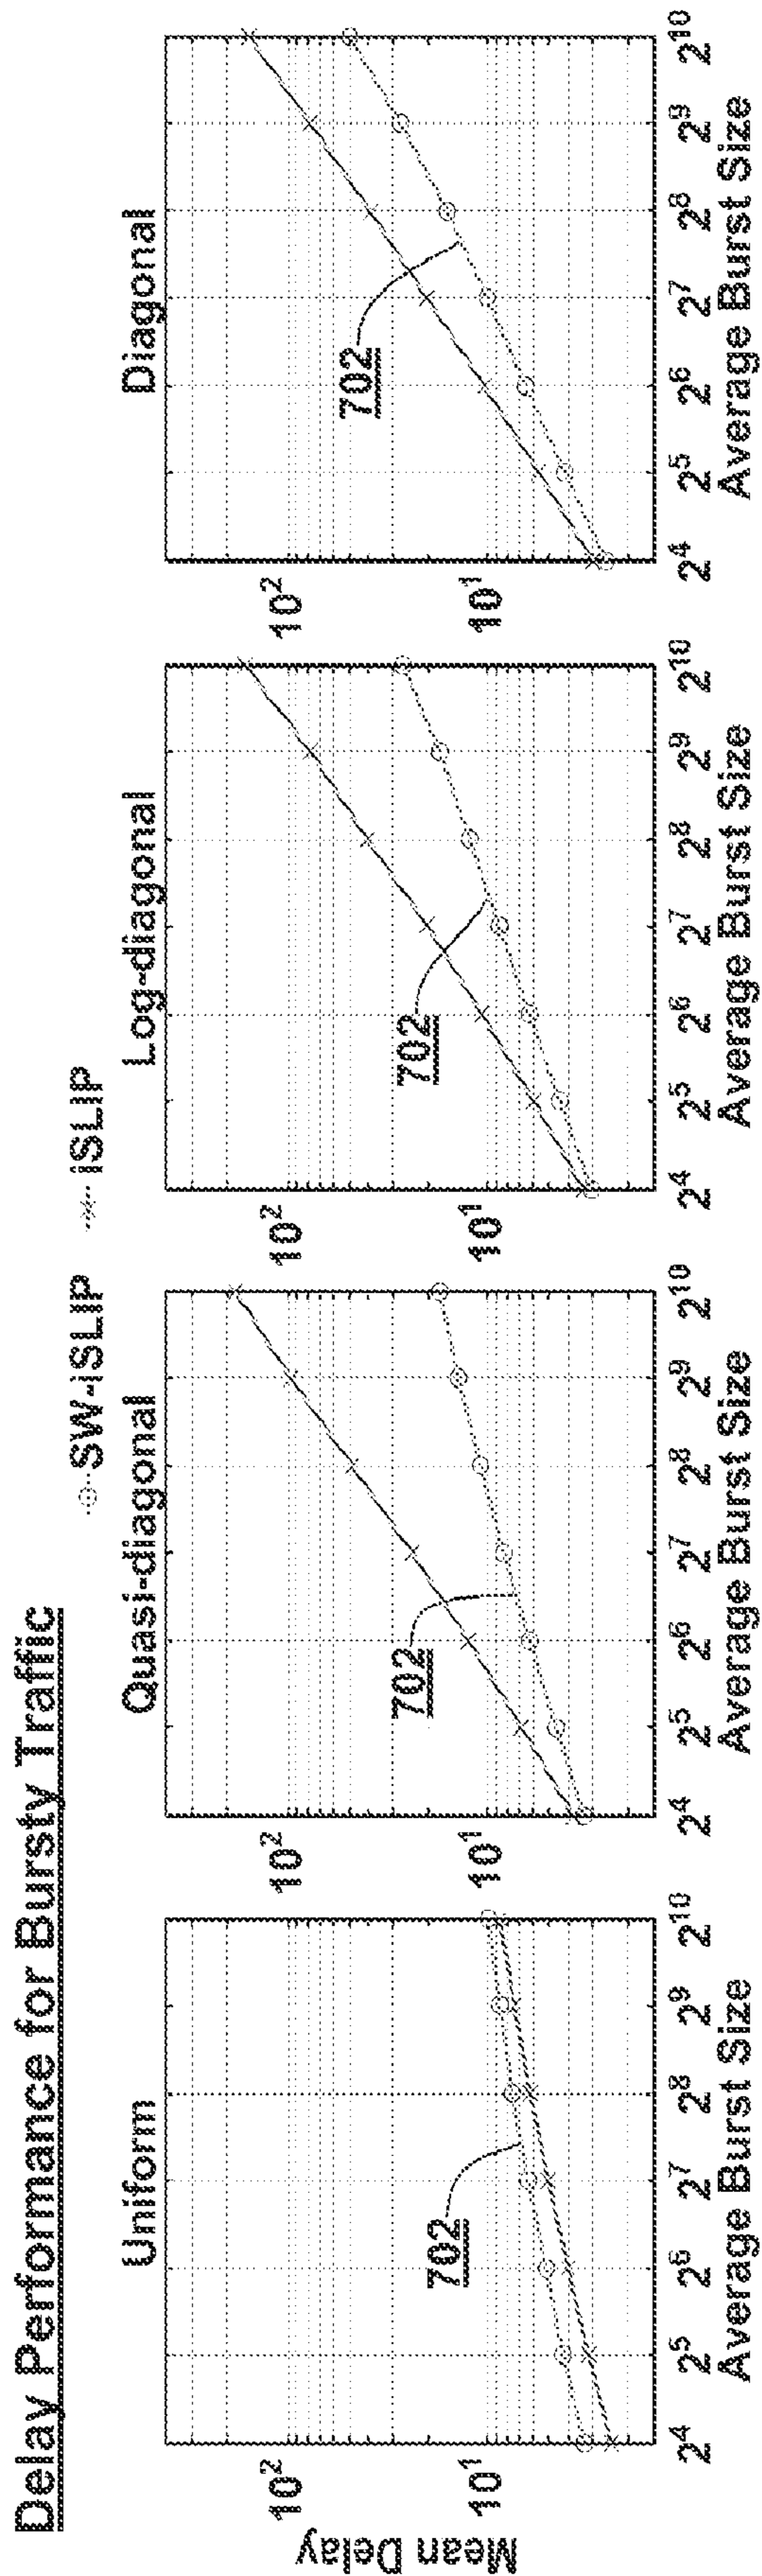 Delay Performance for Bursty Traffic
SW-iSLIP iSLIP
Uniform
Mean Delay
10²
10¹
702
2⁴ 2⁵ 2⁶ 2⁷ 2⁸ 2⁹ 2¹⁰
Average Burst Size
Quasi-diagonal
10²
10¹
702
2⁴ 2⁵ 2⁶ 2⁷ 2⁸ 2⁹ 2¹⁰
Average Burst Size
Log-diagonal
10²
10¹
702
2⁴ 2⁵ 2⁶ 2⁷ 2⁸ 2⁹ 2¹⁰
Average Burst Size
Diagonal
10²
10¹
702
2⁴ 2⁵ 2⁶ 2⁷ 2⁸ 2⁹ 2¹⁰
Average Burst Size